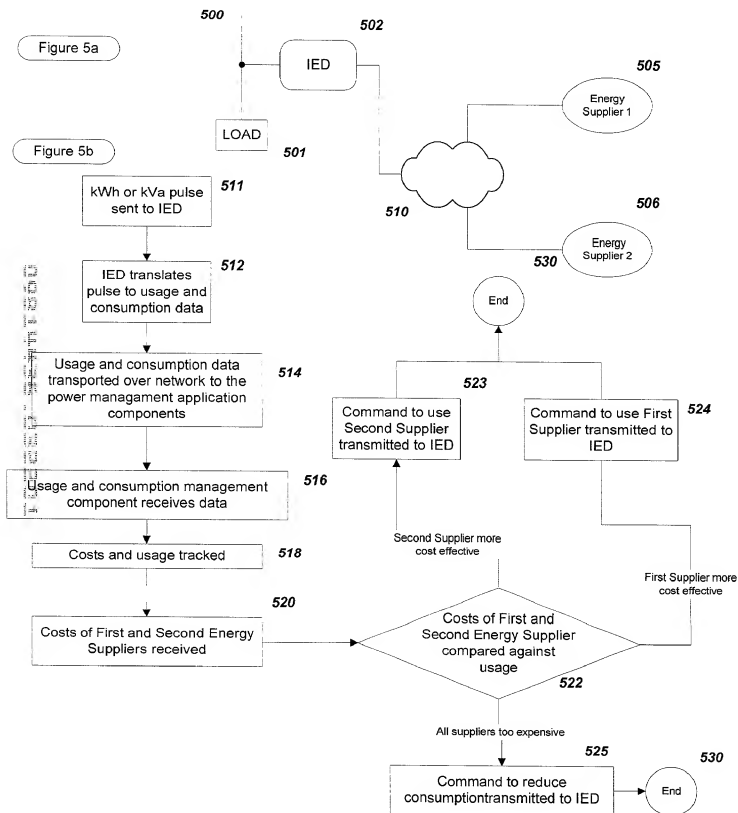 500
502
Figure 5a
IED
505
Energy
Supplier 1
LOAD
501
Figure 5b
510
506
Energy
Supplier 2
530
511
kWh or kVa pulse
sent to IED
512
IED translates
pulse to usage and
consumption data
End
514
Usage and consumption data
transported over network to the
power managament application
components
523
Command to use
Second Supplier
transmitted to IED
524
Command to use First
Supplier transmitted to
IED
516
Usage and consumption management
component receives data
518
Costs and usage tracked
Second Supplier more
cost effective
First Supplier more
cost effective
520
Costs of First and Second Energy
Suppliers received
Costs of First and
Second Energy Supplier
compared against
usage
522
All suppliers too expensive
525
Command to reduce
consumptiontransmitted to IED
530
End